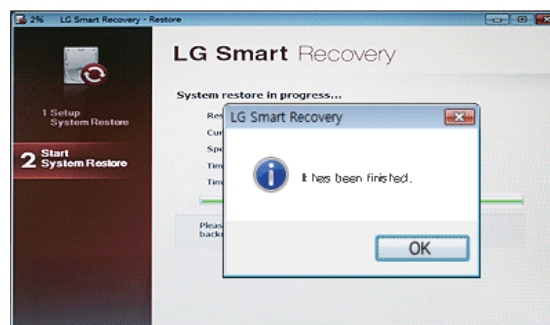 2% LG Smart Recovery - Restore
LG Smart Recovery
System restore in progress...
1 Setup
System Restore
2 Start
System Restore
LG Smart Recovery
It has been finished.
OK